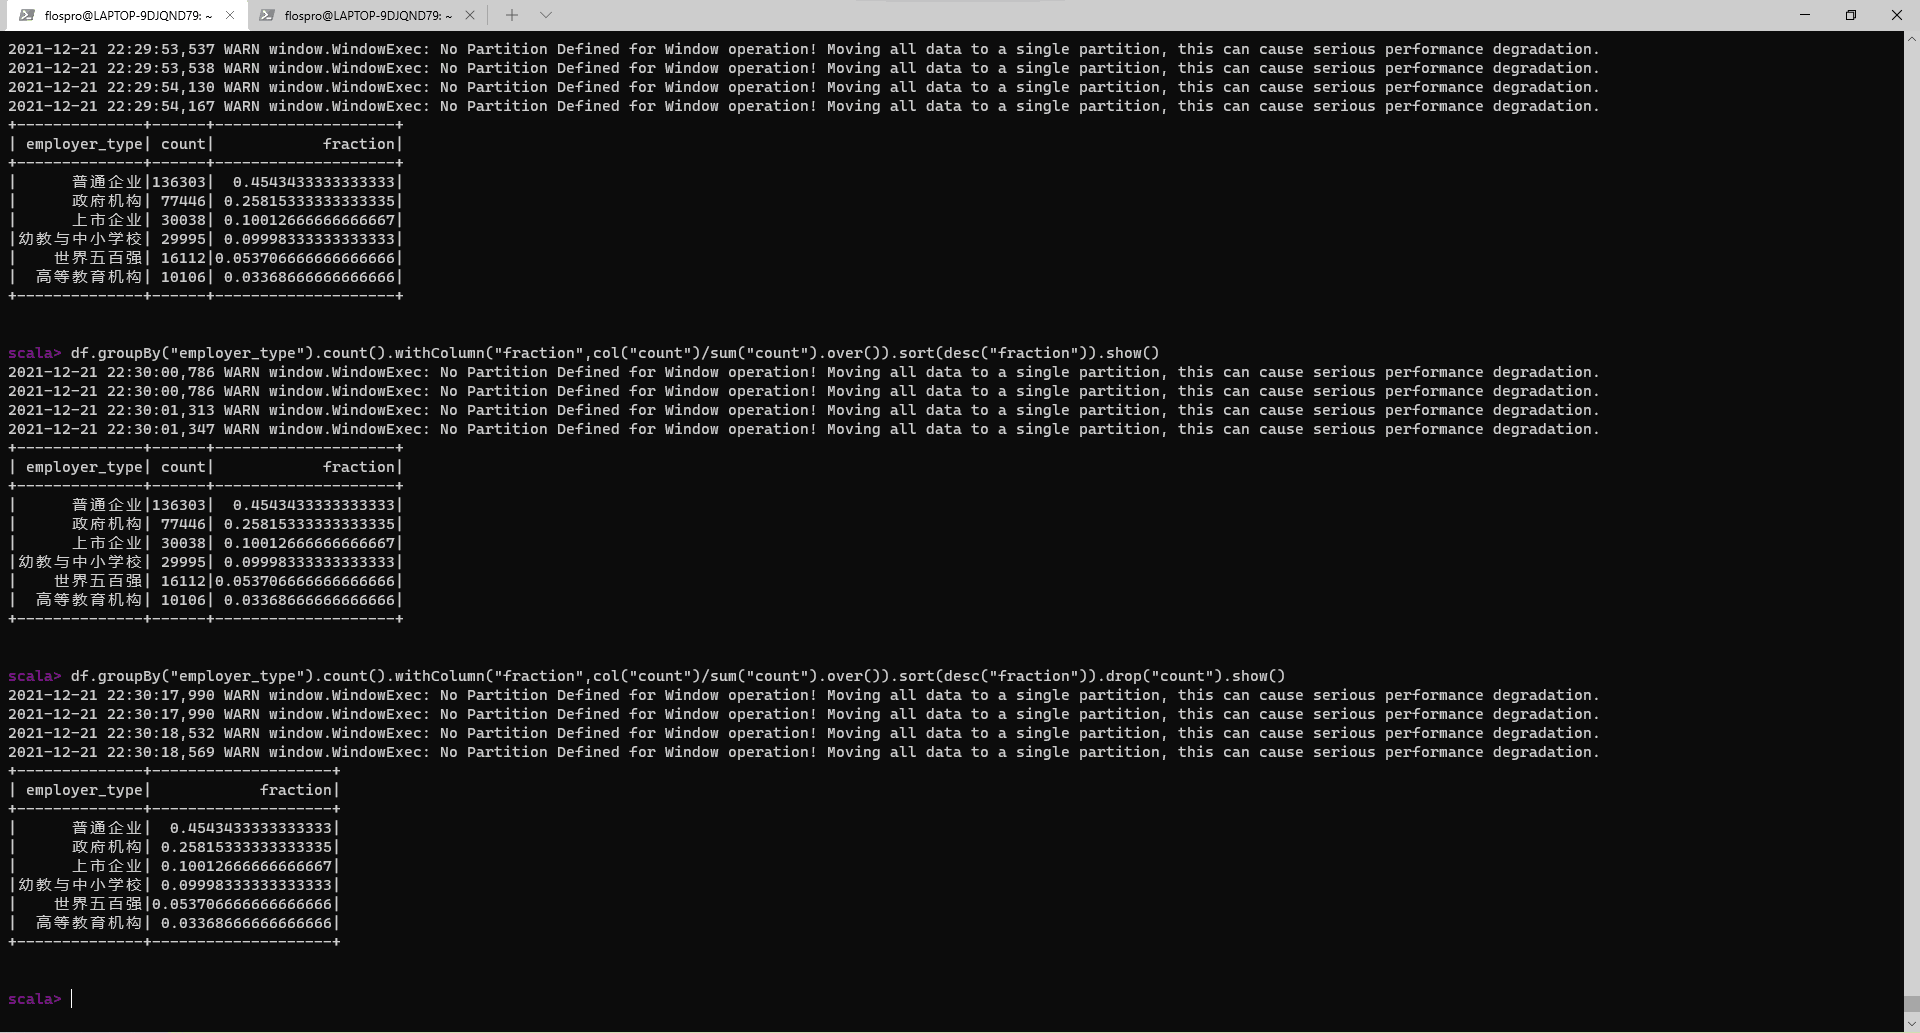 flospro@LAPTOP-9DJQND79: ~
flospro@LAPTOP-9DJQND79: ~
2021-12-21 22:29:53,537 WARN window.WindowExec: No Partition Defined for Window operation! Moving all data to a single partition, this can cause serious performance degradation.
2021-12-21 22:29:53,538 WARN window.WindowExec: No Partition Defined for Window operation! Moving all data to a single partition, this can cause serious performance degradation.
2021-12-21 22:29:54,130 WARN window.WindowExec: No Partition Defined for Window operation! Moving all data to a single partition, this can cause serious performance degradation.
2021-12-21 22:29:54,167 WARN window.WindowExec: No Partition Defined for Window operation! Moving all data to a single partition, this can cause serious performance degradation.
+--------------+------+--------------------+
| employer_type| count|            fraction|
+--------------+------+--------------------+
|      普通企业|136303|  0.4543433333333333|
|      政府机构| 77446| 0.25815333333333335|
|      上市企业| 30038| 0.10012666666666667|
|幼教与中小学校| 29995| 0.09998333333333333|
|    世界五百强| 16112|0.053706666666666666|
|  高等教育机构| 10106| 0.03368666666666666|
+--------------+------+--------------------+
scala> df.groupBy("employer_type").count().withColumn("fraction",col("count")/sum("count").over()).sort(desc("fraction")).show()
2021-12-21 22:30:00,786 WARN window.WindowExec: No Partition Defined for Window operation! Moving all data to a single partition, this can cause serious performance degradation.
2021-12-21 22:30:00,786 WARN window.WindowExec: No Partition Defined for Window operation! Moving all data to a single partition, this can cause serious performance degradation.
2021-12-21 22:30:01,313 WARN window.WindowExec: No Partition Defined for Window operation! Moving all data to a single partition, this can cause serious performance degradation.
2021-12-21 22:30:01,347 WARN window.WindowExec: No Partition Defined for Window operation! Moving all data to a single partition, this can cause serious performance degradation.
+--------------+------+--------------------+
| employer_type| count|            fraction|
+--------------+------+--------------------+
|      普通企业|136303|  0.4543433333333333|
|      政府机构| 77446| 0.25815333333333335|
|      上市企业| 30038| 0.10012666666666667|
|幼教与中小学校| 29995| 0.09998333333333333|
|    世界五百强| 16112|0.053706666666666666|
|  高等教育机构| 10106| 0.03368666666666666|
+--------------+------+--------------------+
scala> df.groupBy("employer_type").count().withColumn("fraction",col("count")/sum("count").over()).sort(desc("fraction")).drop("count").show()
2021-12-21 22:30:17,990 WARN window.WindowExec: No Partition Defined for Window operation! Moving all data to a single partition, this can cause serious performance degradation.
2021-12-21 22:30:17,990 WARN window.WindowExec: No Partition Defined for Window operation! Moving all data to a single partition, this can cause serious performance degradation.
2021-12-21 22:30:18,532 WARN window.WindowExec: No Partition Defined for Window operation! Moving all data to a single partition, this can cause serious performance degradation.
2021-12-21 22:30:18,569 WARN window.WindowExec: No Partition Defined for Window operation! Moving all data to a single partition, this can cause serious performance degradation.
+--------------+--------------------+
| employer_type|            fraction|
+--------------+--------------------+
|      普通企业|  0.4543433333333333|
|      政府机构| 0.25815333333333335|
|      上市企业| 0.10012666666666667|
|幼教与中小学校| 0.09998333333333333|
|    世界五百强|0.053706666666666666|
|  高等教育机构| 0.03368666666666666|
+--------------+--------------------+
scala>